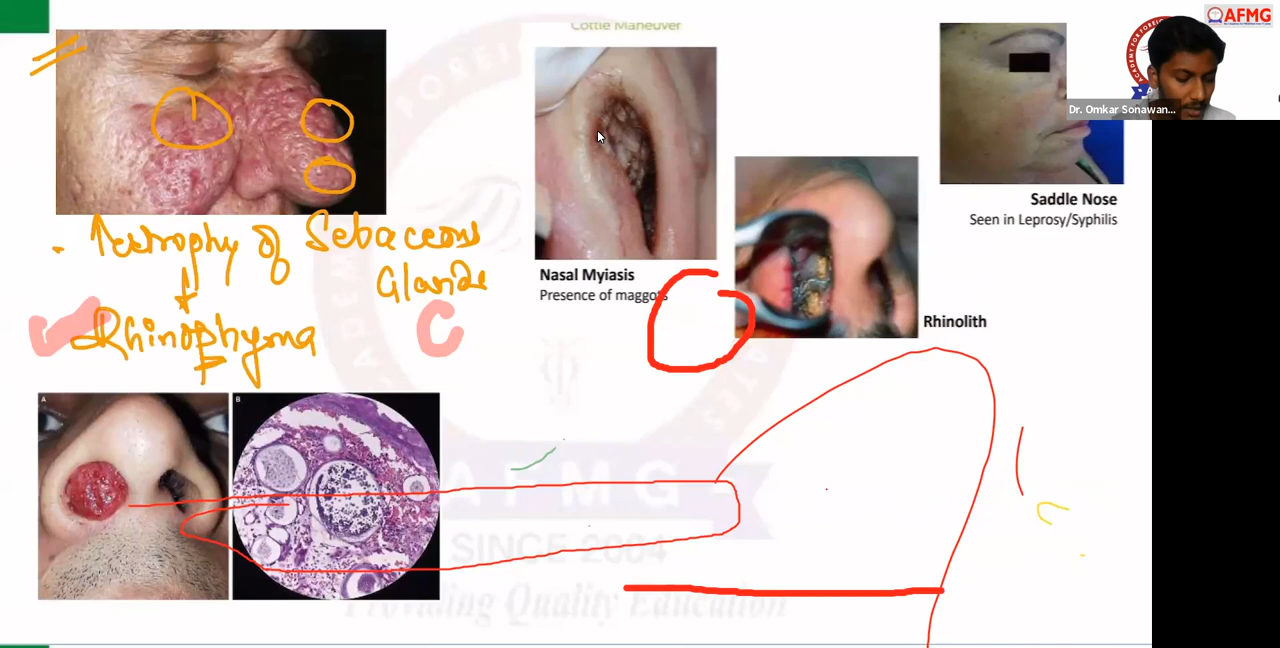 Cottle Maneuver
AFMG
Dr. Omkar Sonawan...
Saddle Nose
Seen in Leprosy/Syphilis
of Sebaceous
Glands
Rhinophyma
Nasal Myiasis
Presence of maggots
Rhinolith
A
B
AFMG
SINCE 2004
Providing Quality Education